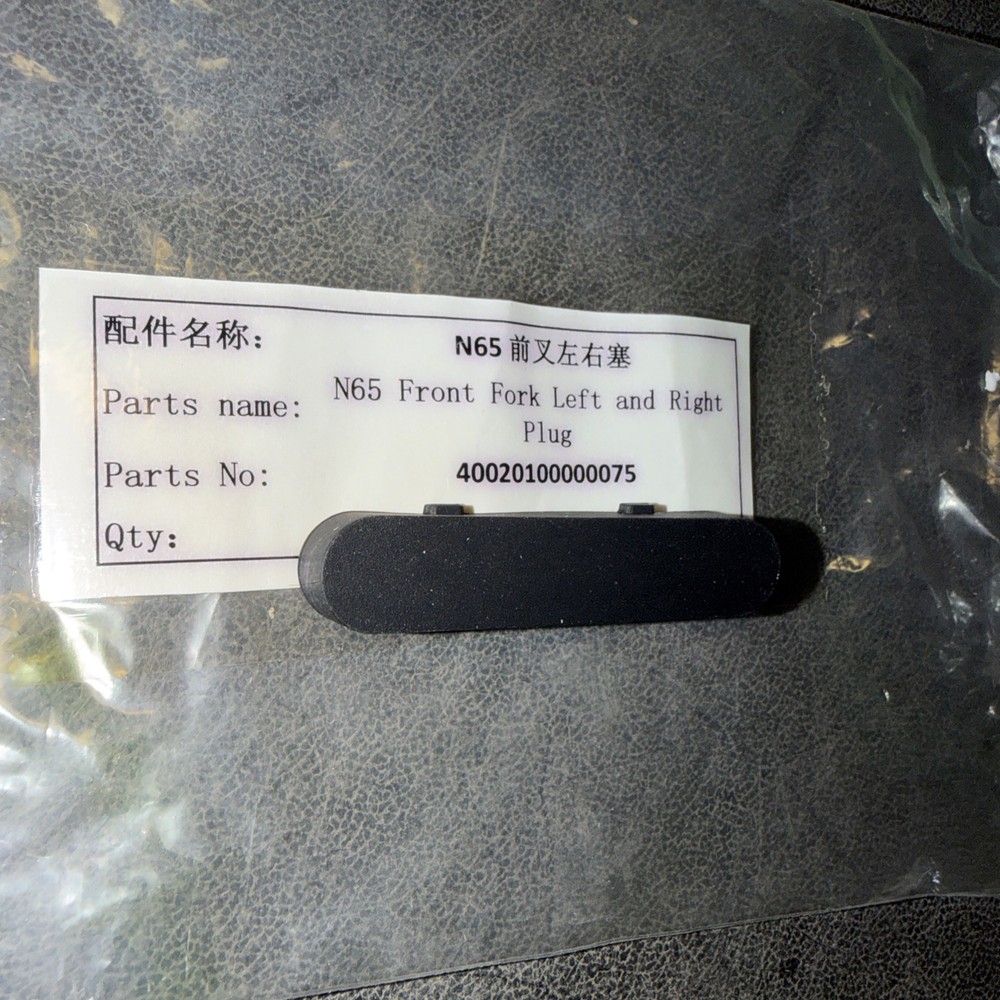 配件名称： N65 前叉左右塞
Parts name: N65 Front Fork Left and Right
Plug
Parts No: 40020100000075
Qty: